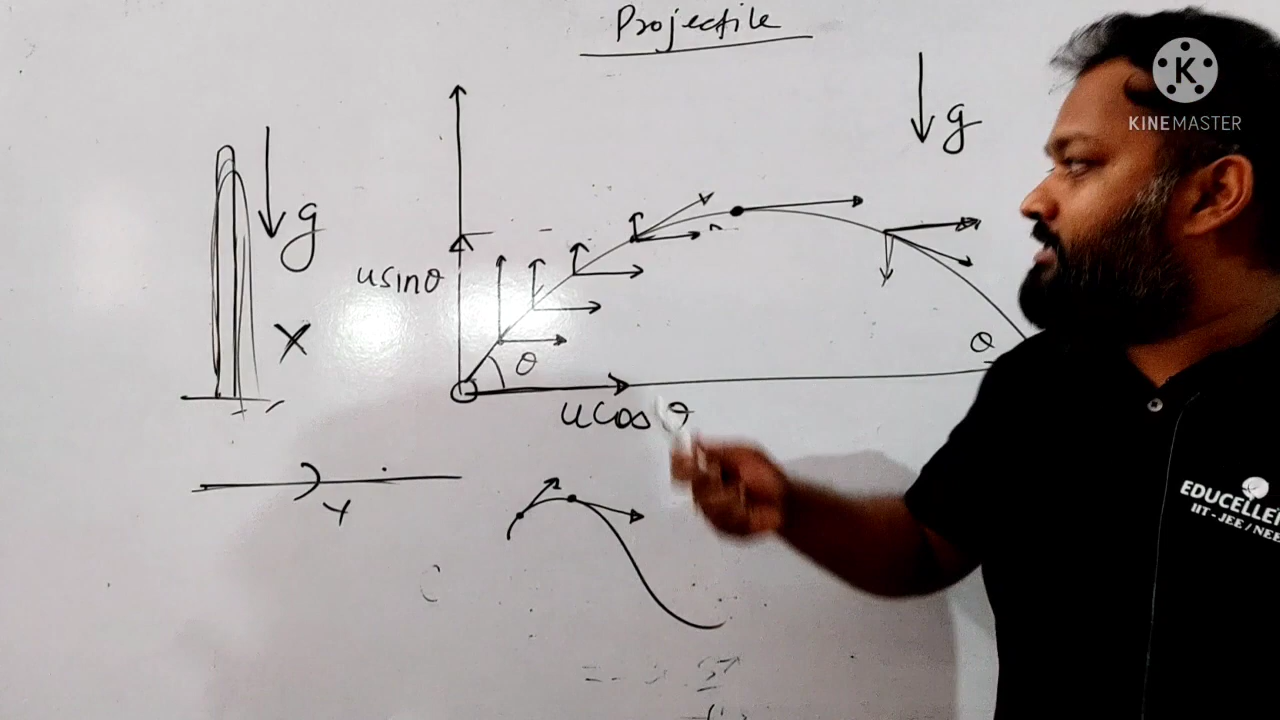 Projectile
K
KINEMASTER
g
g
usinθ
θ
θ
ucosθ
X
EDUCELLE
IIT-JEE/NEE